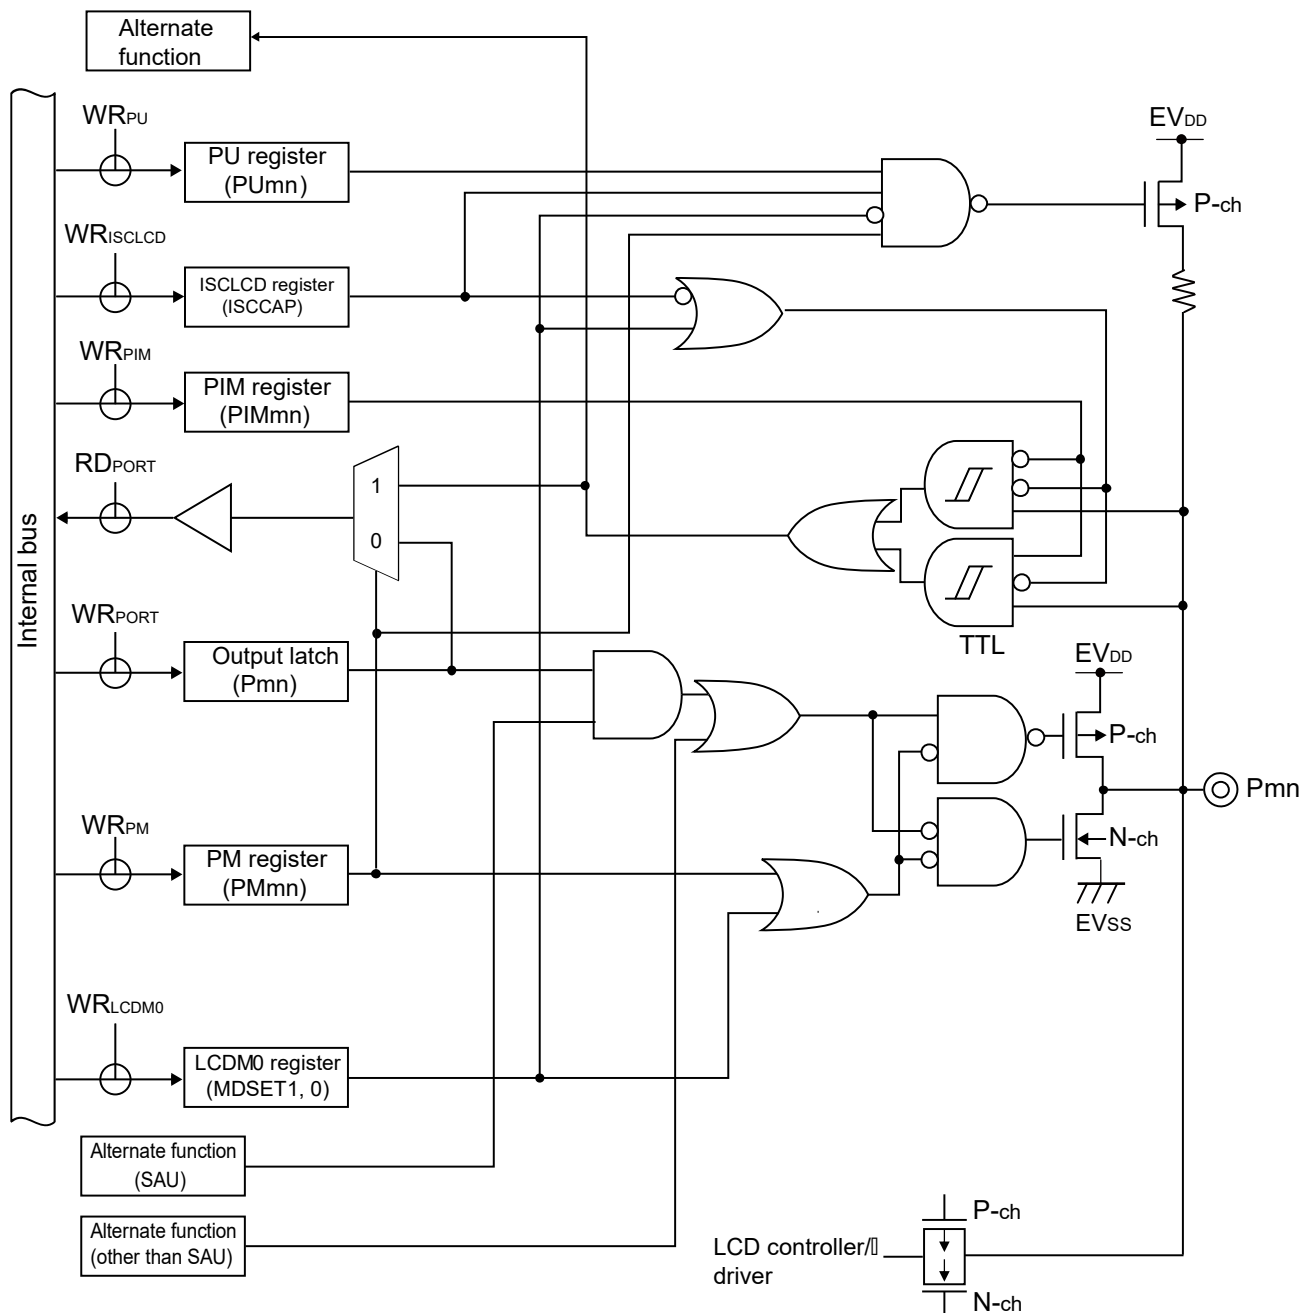 Alternate
function
WRPU
PU register
(PUmn)
EVDD
P-ch
WRISCLCD
ISCLCD register
(ISCCAP)
WRPIM
PIM register
(PIMmn)
RDPORT
1
0
Internal bus
TTL
WRPORT
Output latch
(Pmn)
EVDD
P-ch
Pmn
WRPM
PM register
(PMmn)
N-ch
EVSS
WRLCDM0
LCDM0 register
(MDSET1, 0)
Alternate function
(SAU)
Alternate function
(other than SAU)
P-ch
LCD controller/
driver
N-ch